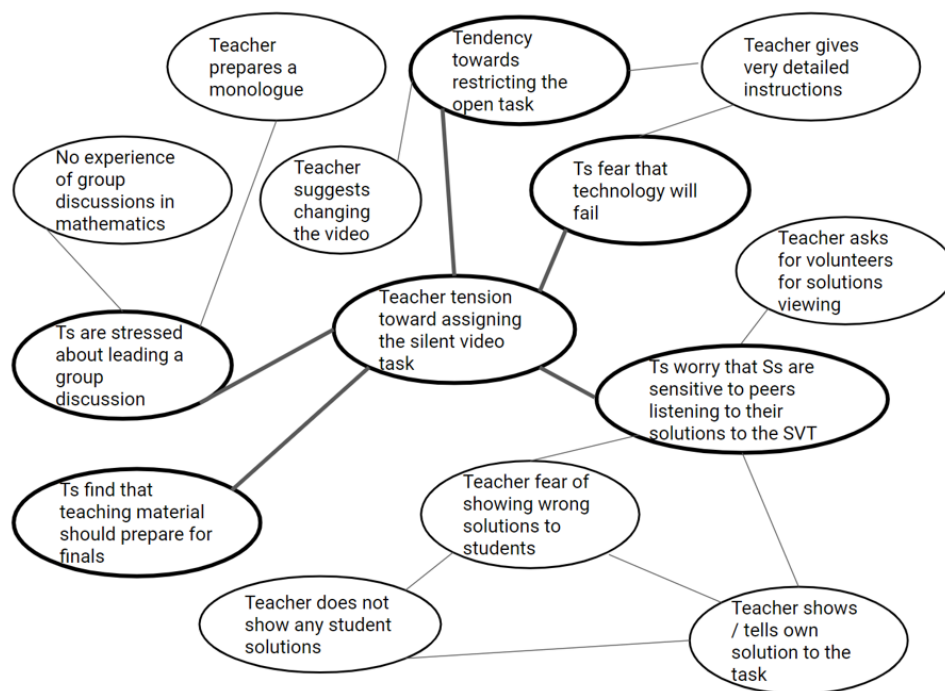 Teacher
prepares a
monologue
Tendency
towards
restricting the
open task
Teacher gives
very detailed
instructions
No experience
of group
discussions in
mathematics
Teacher
suggests
changing
the video
Ts fear that
technology will
fail
Teacher asks
for volunteers
for solutions
viewing
Teacher tension
toward assigning
the silent video
task
Ts are stressed
about leading a
group
discussion
Ts worry that Ss are
sensitive to peers
listening to their
solutions to the SVT
Ts find that
teaching material
should prepare for
finals
Teacher fear of
showing wrong
solutions to
students
Teacher does not
show any student
solutions
Teacher shows
/ tells own
solution to the
task